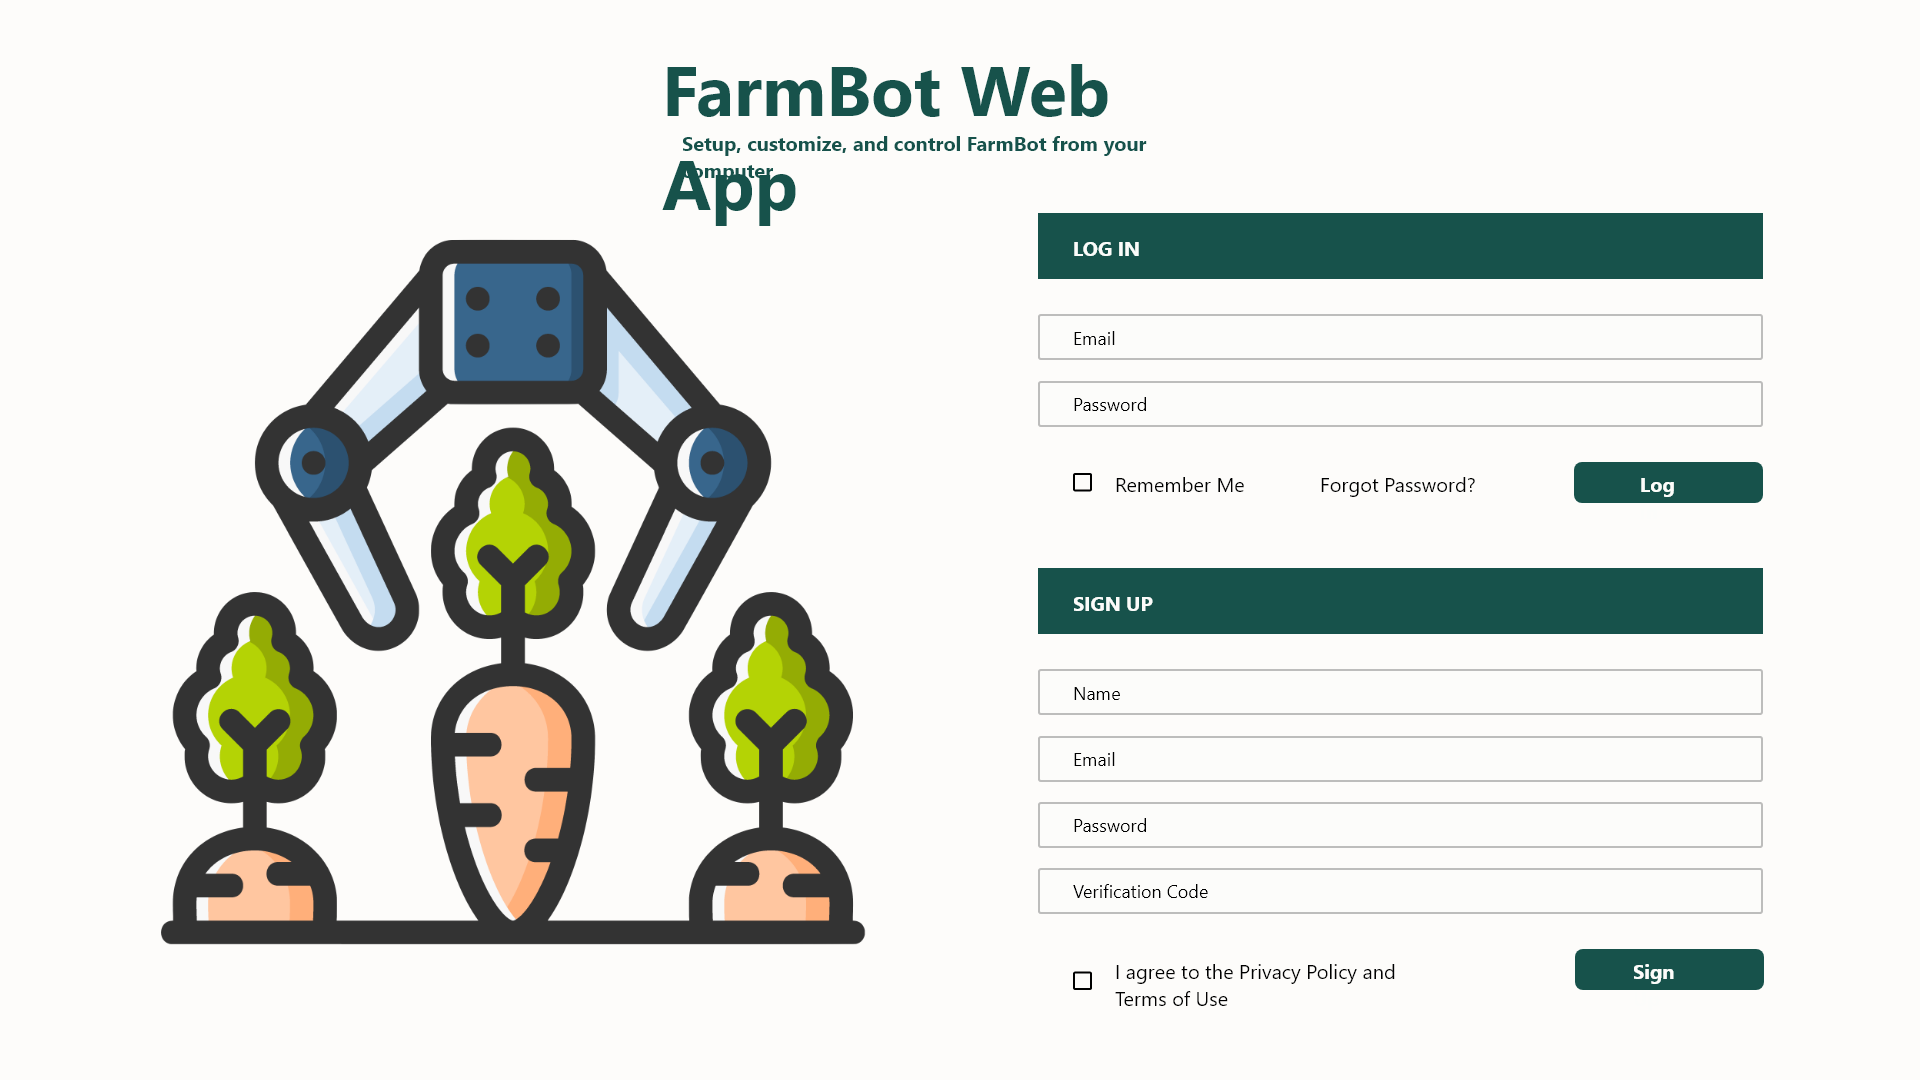 FarmBot Web
App
Setup, customize, and control FarmBot from your
computer
LOG IN
Email
Password
Remember Me
Forgot Password?
Log
SIGN UP
Name
Email
Password
Verification Code
I agree to the Privacy Policy and
Terms of Use
Sign